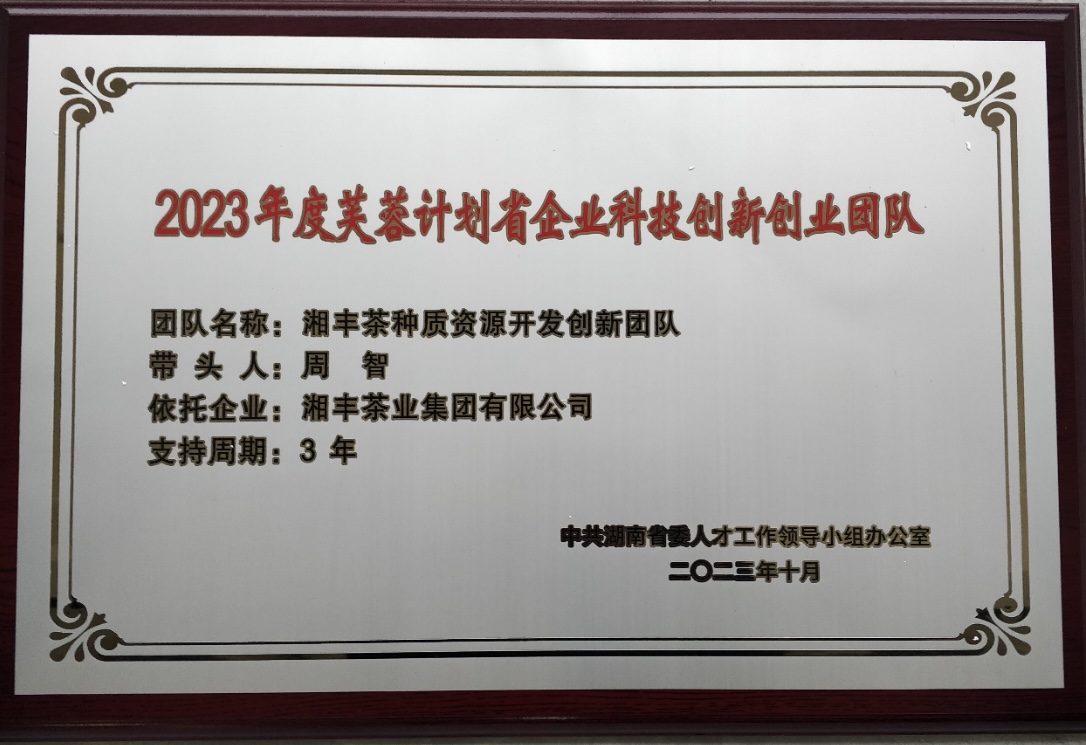 2023年度芙蓉计划省企业科技创新创业团队
团队名称：湘丰茶种质资源开发创新团队
带 头 人：周　智
依托企业：湘丰茶业集团有限公司
支持周期：3 年
中共湖南省委人才工作领导小组办公室
二〇二三年十月